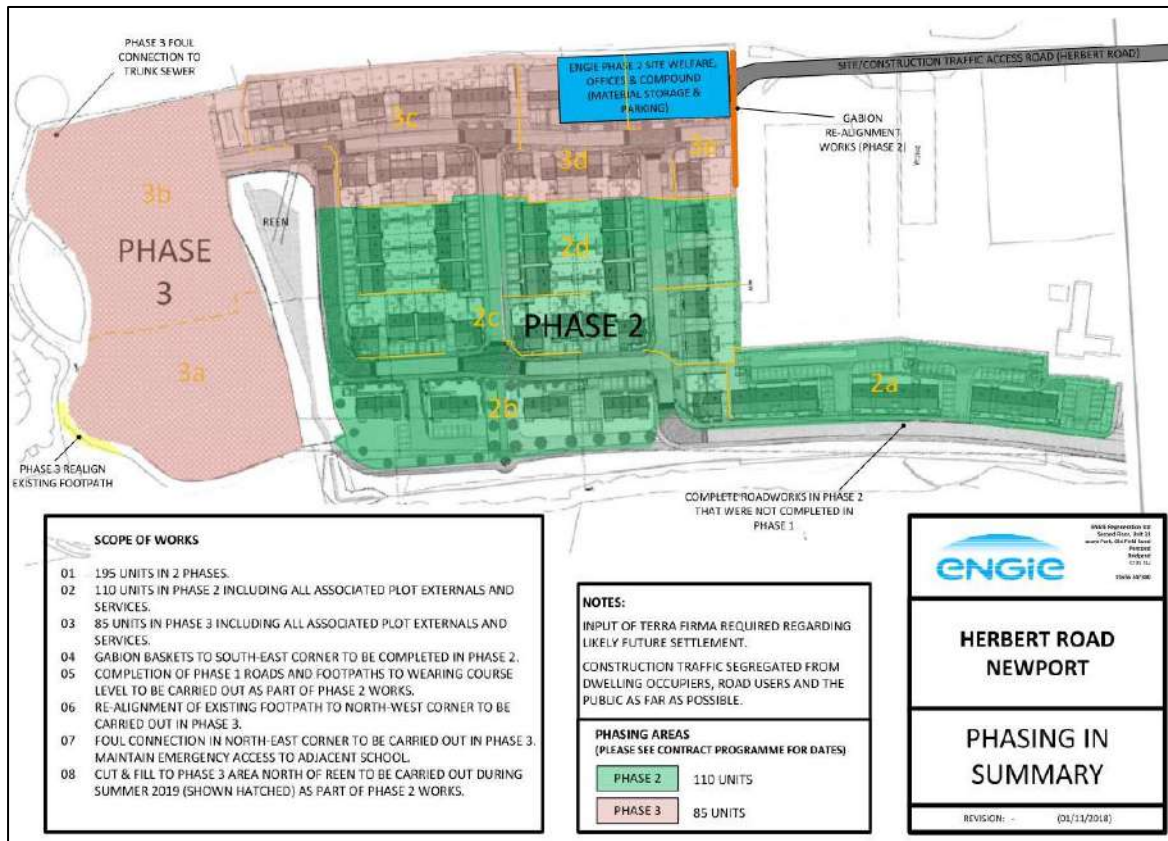 PHASE 3 FOUL
CONNECTION TO
TRUNK SEWER
ENGIE PHASE 2 SITE WELFARE,
OFFICES & COMPOUND
(MATERIAL STORAGE &
PARKING)
SITE/CONSTRUCTION TRAFFIC ACCESS ROAD (HERBERT ROAD)
GABION
RE-ALIGNMENT
WORKS (PHASE 2)
3c
3d
3e
3b
PHASE
3
REEN
2d
2c
PHASE 2
3a
2a
2b
PHASE 3 REALIGN
EXISTING FOOTPATH
COMPLETE ROADWORKS IN PHASE 2
THAT WERE NOT COMPLETED IN
PHASE 1
SCOPE OF WORKS
01 195 UNITS IN 2 PHASES.
02 110 UNITS IN PHASE 2 INCLUDING ALL ASSOCIATED PLOT EXTERNALS AND
SERVICES.
03 85 UNITS IN PHASE 3 INCLUDING ALL ASSOCIATED PLOT EXTERNALS AND
SERVICES.
04 GABION BASKETS TO SOUTH-EAST CORNER TO BE COMPLETED IN PHASE 2.
05 COMPLETION OF PHASE 1 ROADS AND FOOTPATHS TO WEARING COURSE
LEVEL TO BE CARRIED OUT AS PART OF PHASE 2 WORKS.
06 RE-ALIGNMENT OF EXISTING FOOTPATH TO NORTH-WEST CORNER TO BE
CARRIED OUT IN PHASE 3.
07 FOUL CONNECTION IN NORTH-EAST CORNER TO BE CARRIED OUT IN PHASE 3.
MAINTAIN EMERGENCY ACCESS TO ADJACENT SCHOOL.
08 CUT & FILL TO PHASE 3 AREA NORTH OF REEN TO BE CARRIED OUT DURING
SUMMER 2019 (SHOWN HATCHED) AS PART OF PHASE 2 WORKS.
NOTES:
INPUT OF TERRA FIRMA REQUIRED REGARDING
LIKELY FUTURE SETTLEMENT.
CONSTRUCTION TRAFFIC SEGREGATED FROM
DWELLING OCCUPIERS, ROAD USERS AND THE
PUBLIC AS FAR AS POSSIBLE.
PHASING AREAS
(PLEASE SEE CONTRACT PROGRAMME FOR DATES)
PHASE 2 110 UNITS
PHASE 3 85 UNITS
ENGIE
HERBERT ROAD
NEWPORT
PHASING IN
SUMMARY
REVISION: - (01/11/2018)